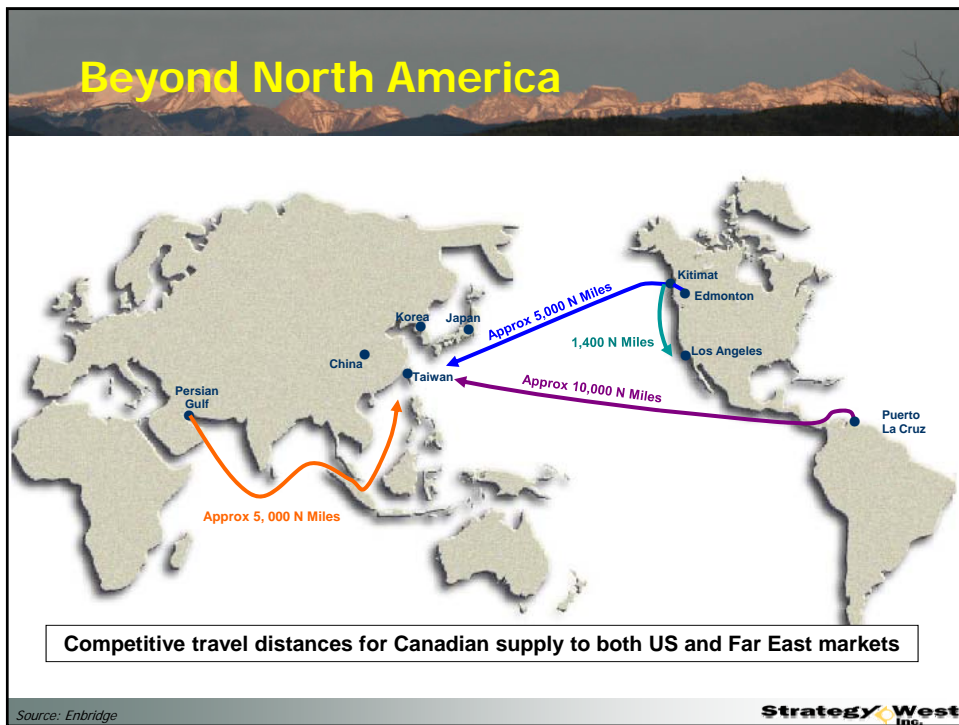 Beyond North America
Kitimat
Edmonton
Approx 5,000 N Miles
Korea
Japan
1,400 N Miles
Los Angeles
China
Taiwan
Approx 10,000 N Miles
Persian
Gulf
Puerto
La Cruz
Approx 5, 000 N Miles
Competitive travel distances for Canadian supply to both US and Far East markets
Source: Enbridge
Strategy West
Inc.